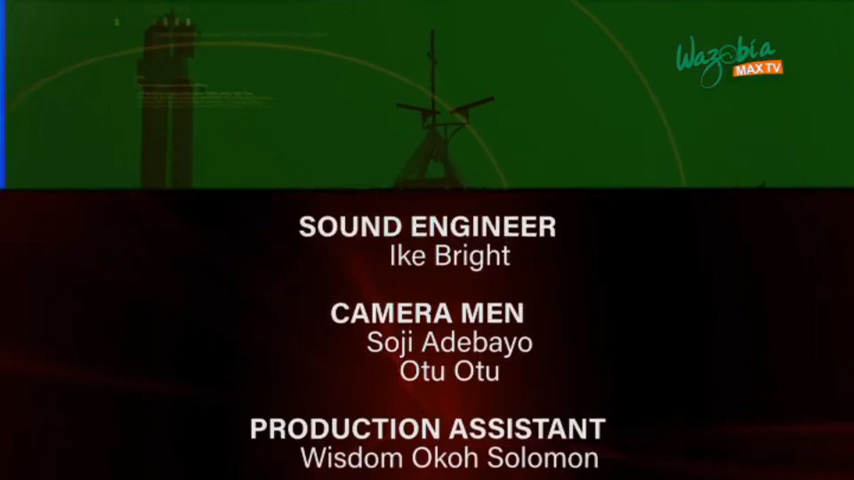 Wazobia
MAX TV
SOUND ENGINEER
Ike Bright
CAMERA MEN
Soji Adebayo
Otu Otu
PRODUCTION ASSISTANT
Wisdom Okoh Solomon